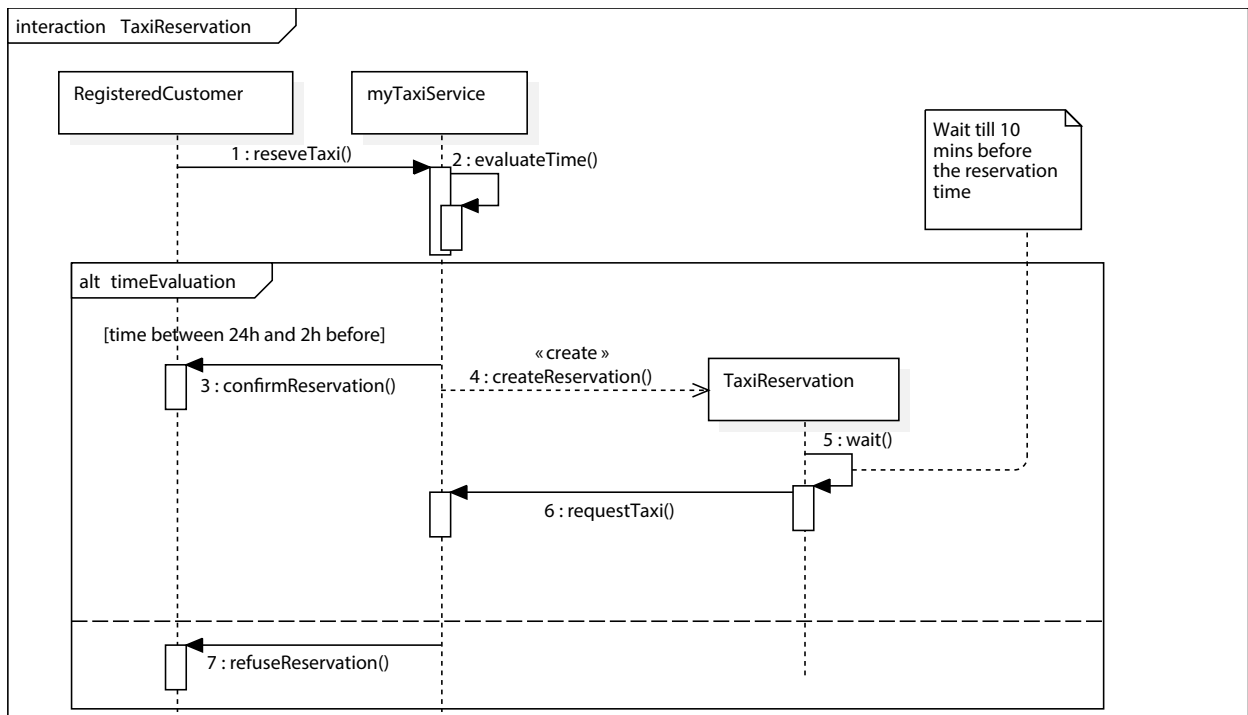 interaction TaxiReservation
RegisteredCustomer
myTaxiService
Wait till 10
mins before
the reservation
time
1 : reseveTaxi()
2 : evaluateTime()
alt timeEvaluation
[time between 24h and 2h before]
«create»
3 : confirmReservation()
4 : createReservation()
TaxiReservation
5 : wait()
6 : requestTaxi()
7 : refuseReservation()